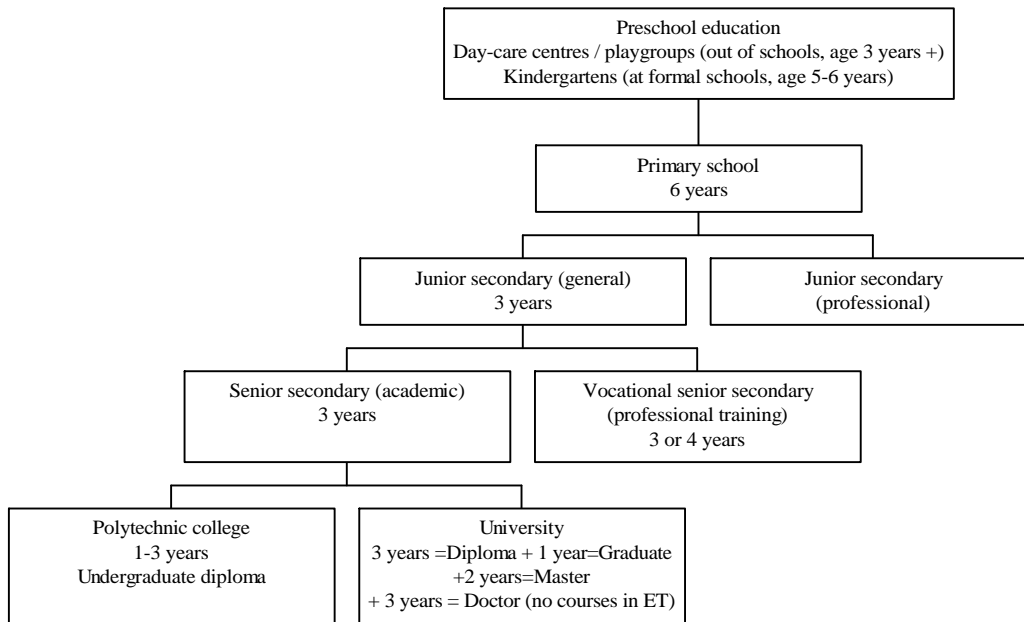 Preschool education
Day-care centres / playgroups (out of schools, age 3 years +)
Kindergartens (at formal schools, age 5-6 years)
Primary school
6 years
Junior secondary (general)
3 years
Junior secondary
(professional)
Senior secondary (academic)
3 years
Vocational senior secondary
(professional training)
3 or 4 years
Polytechnic college
1-3 years
Undergraduate diploma
University
3 years =Diploma + 1 year=Graduate
+2 years=Master
+ 3 years = Doctor (no courses in ET)